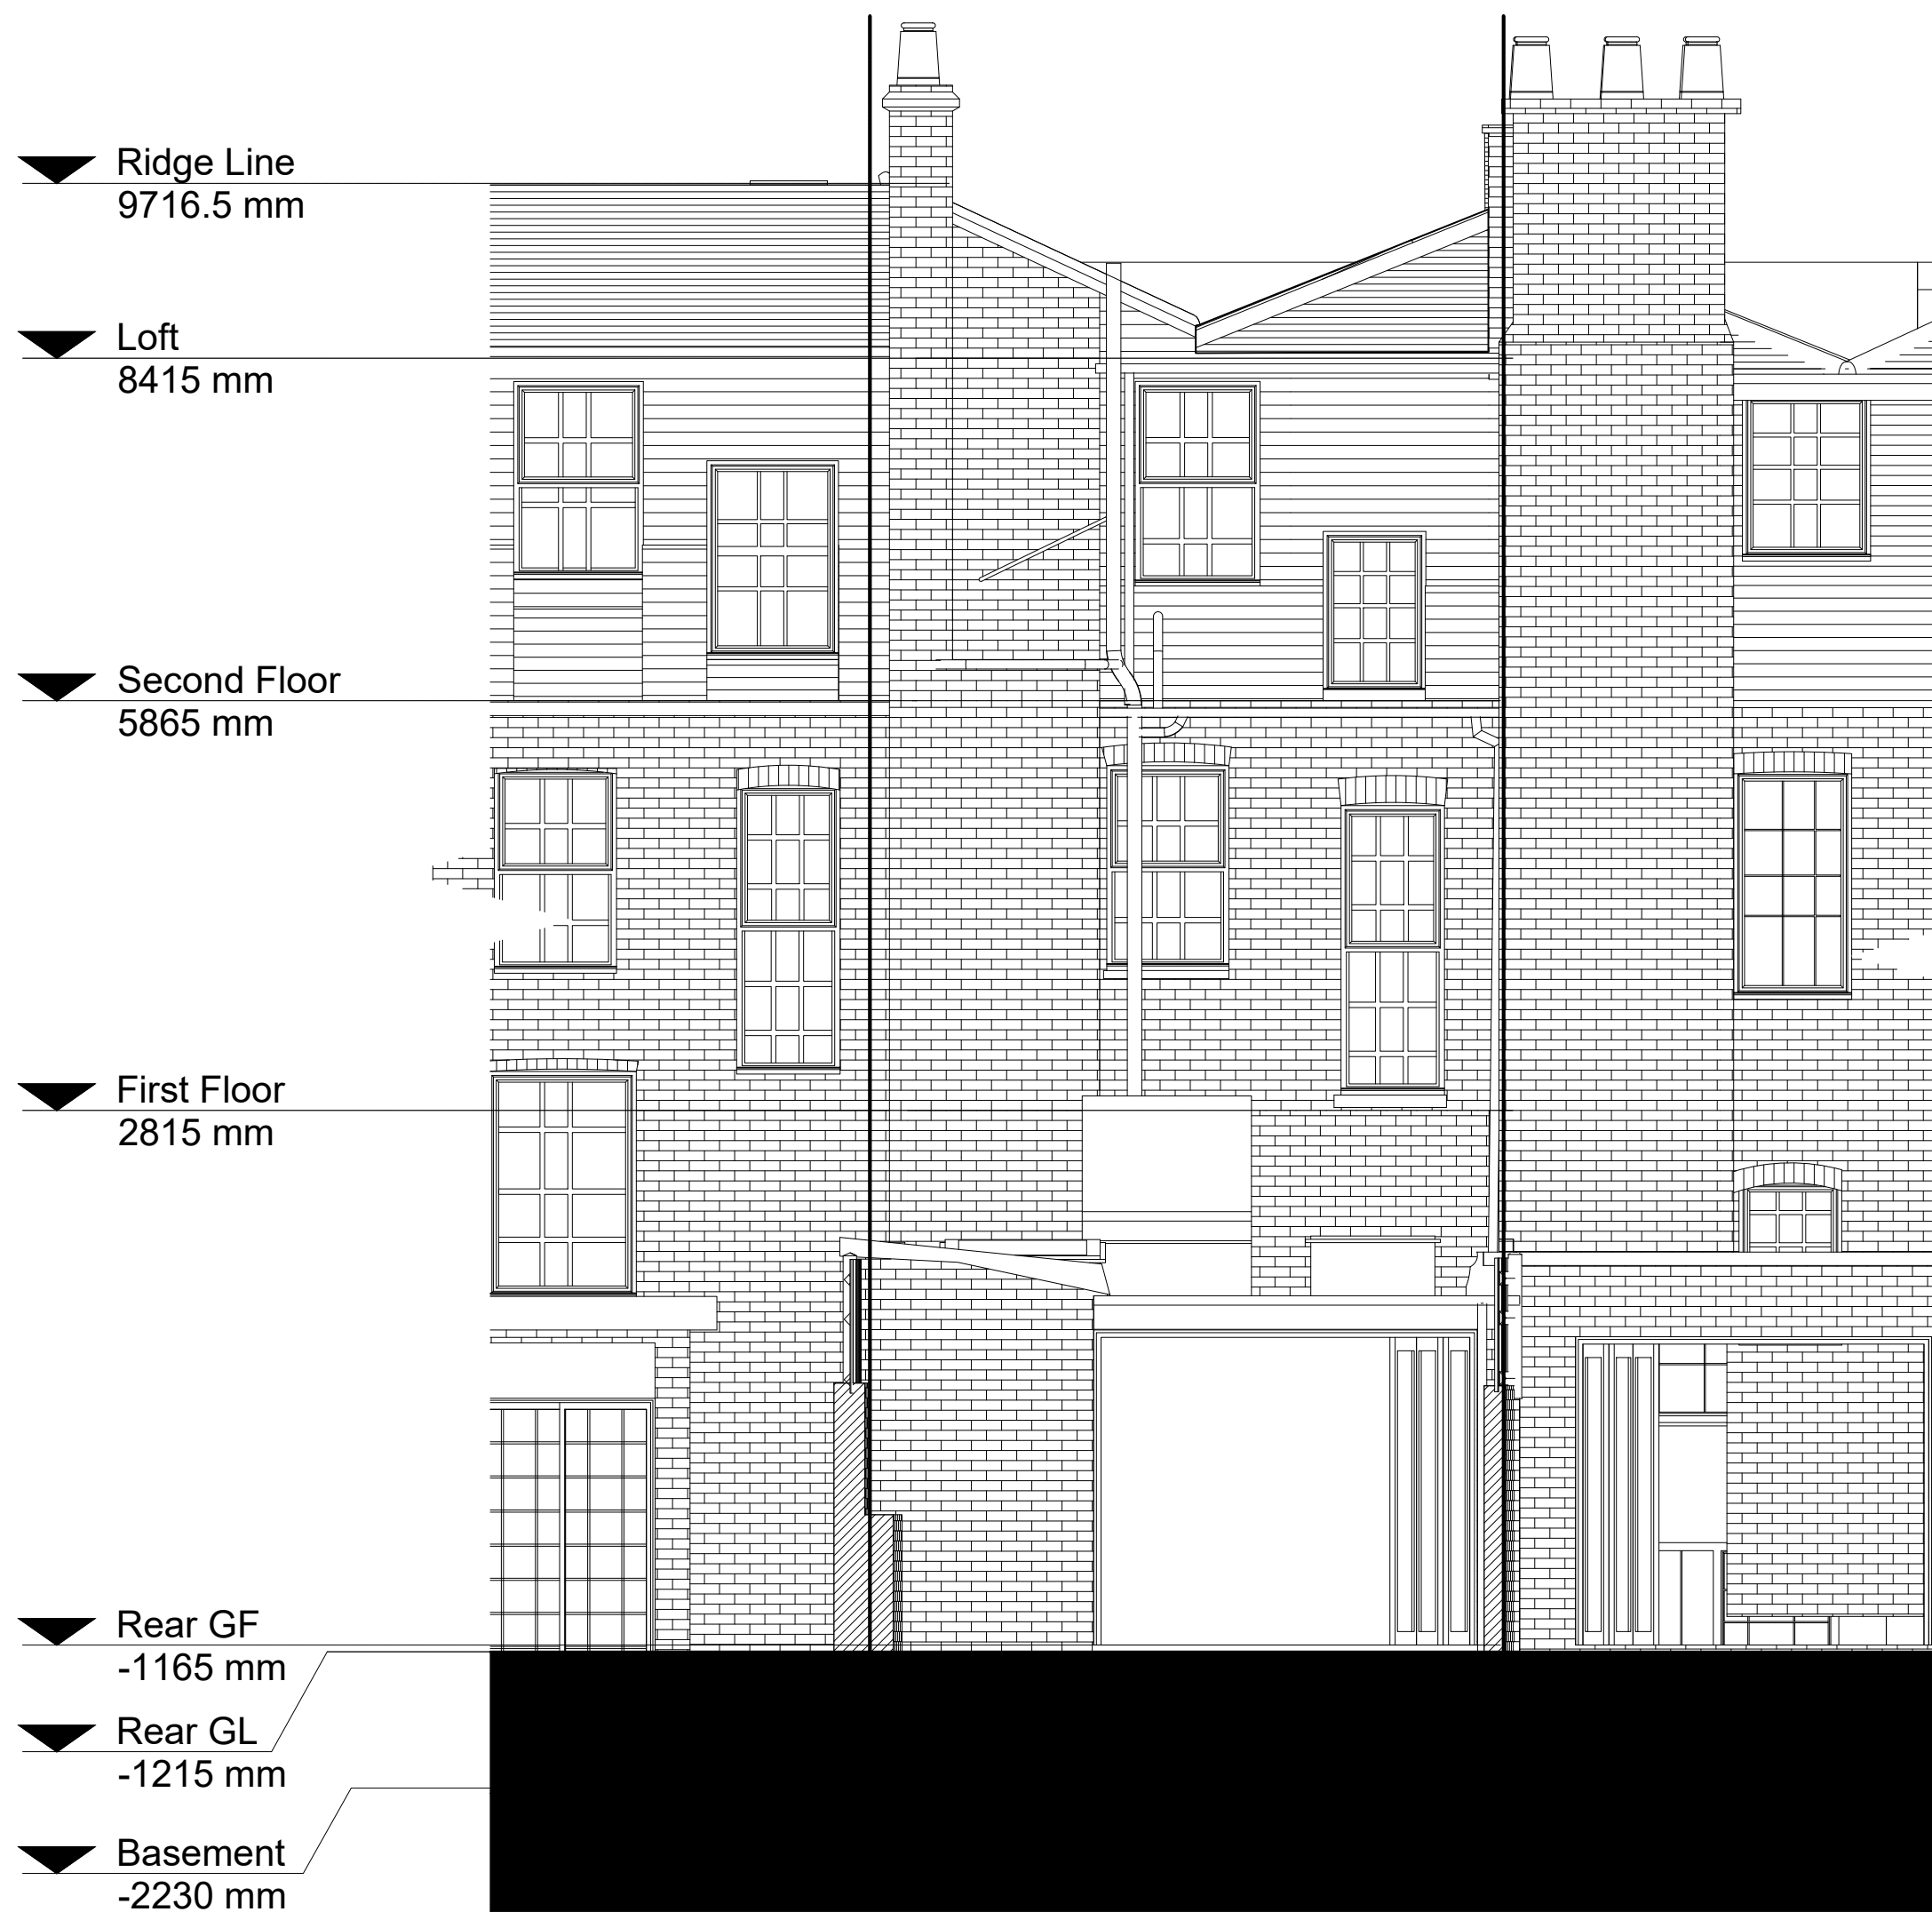 Ridge Line
9716.5 mm
Loft
8415 mm
Second Floor
5865 mm
First Floor
2815 mm
Rear GF
-1165 mm
Rear GL
-1215 mm
Basement
-2230 mm